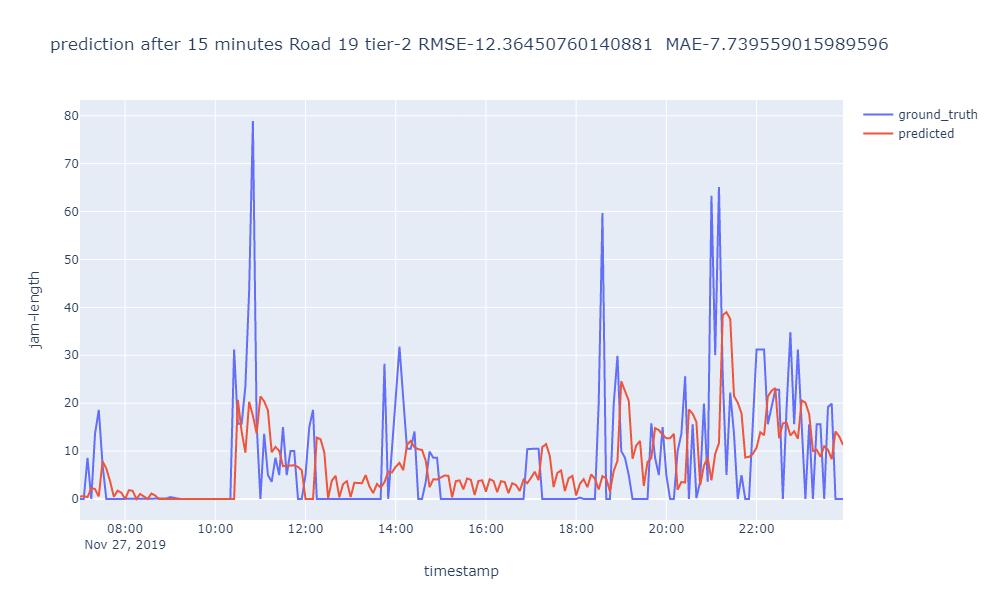 prediction after 15 minutes Road 19 tier-2 RMSE-12.36450760140881  MAE-7.739559015989596
ground_truth
predicted
80
70
60
50
40
30
20
10
0
jam-length
08:00 10:00 12:00 14:00 16:00 18:00 20:00 22:00
Nov 27, 2019
timestamp